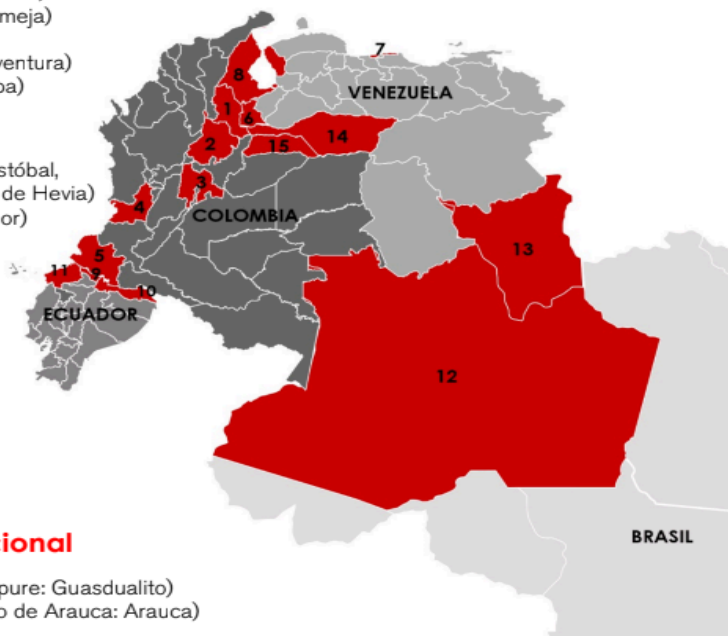 meja)
ventura)
pa)
stóbal,
de Hevia)
or)
7
8
VENEZUELA
1
6
2
15
14
3
4
COLOMBIA
5
11
9
10
13
ECUADOR
12
BRASIL
cional
pure: Guasdualito)
o de Arauca: Arauca)